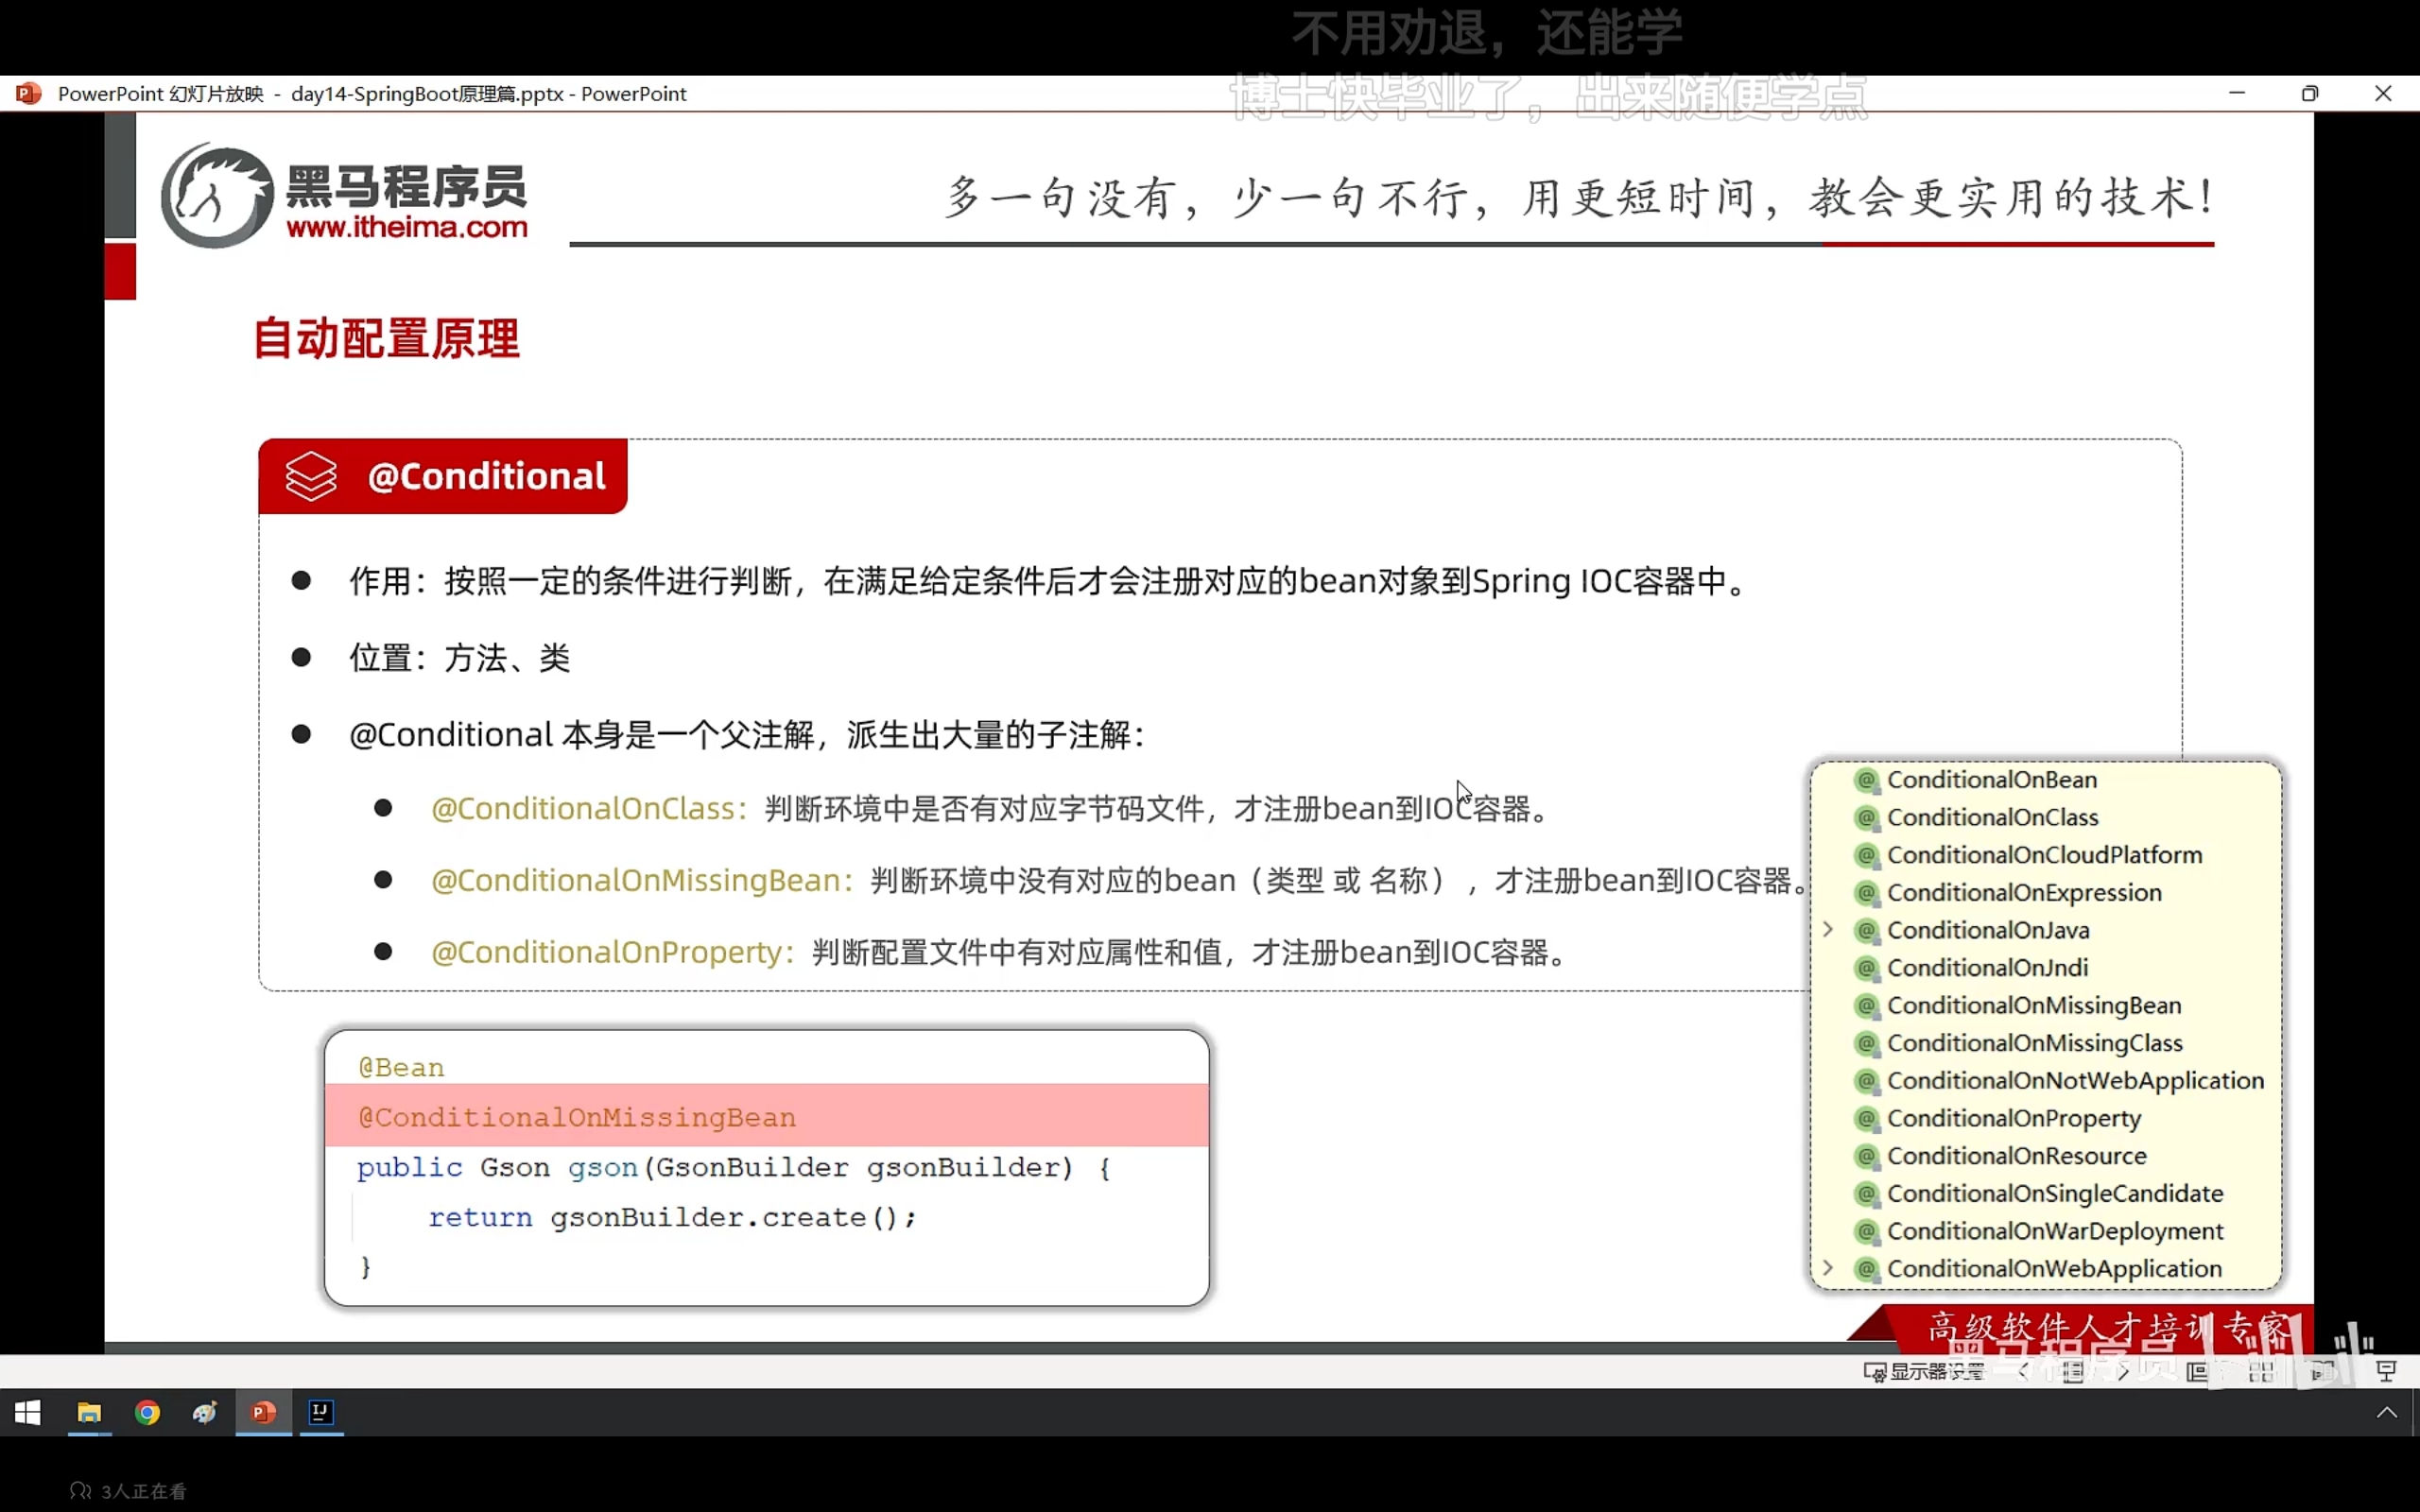 不用劝退，还能学
博士快毕业了，出来随便学点
PowerPoint 幻灯片放映 - day14-SpringBoot原理篇.pptx - PowerPoint
黑马程序员
www.itheima.com
多一句没有，少一句不行，用更短时间，教会更实用的技术！
自动配置原理
@Conditional
作用：按照一定的条件进行判断，在满足给定条件后才会注册对应的bean对象到Spring IOC容器中。
位置：方法、类
@Conditional 本身是一个父注解，派生出大量的子注解：
@ConditionalOnClass：判断环境中是否有对应字节码文件，才注册bean到IOC容器。
@ConditionalOnMissingBean：判断环境中没有对应的bean（类型 或 名称），才注册bean到IOC容器。
@ConditionalOnProperty：判断配置文件中有对应属性和值，才注册bean到IOC容器。
ConditionalOnBean
ConditionalOnClass
ConditionalOnCloudPlatform
ConditionalOnExpression
ConditionalOnJava
ConditionalOnJndi
ConditionalOnMissingBean
ConditionalOnMissingClass
ConditionalOnNotWebApplication
ConditionalOnProperty
ConditionalOnResource
ConditionalOnSingleCandidate
ConditionalOnWarDeployment
ConditionalOnWebApplication
@Bean
@ConditionalOnMissingBean
public Gson gson(GsonBuilder gsonBuilder) {
return gsonBuilder.create();
}
高级软件人才培训专家
黑马程序员
显示器设置
3人正在看